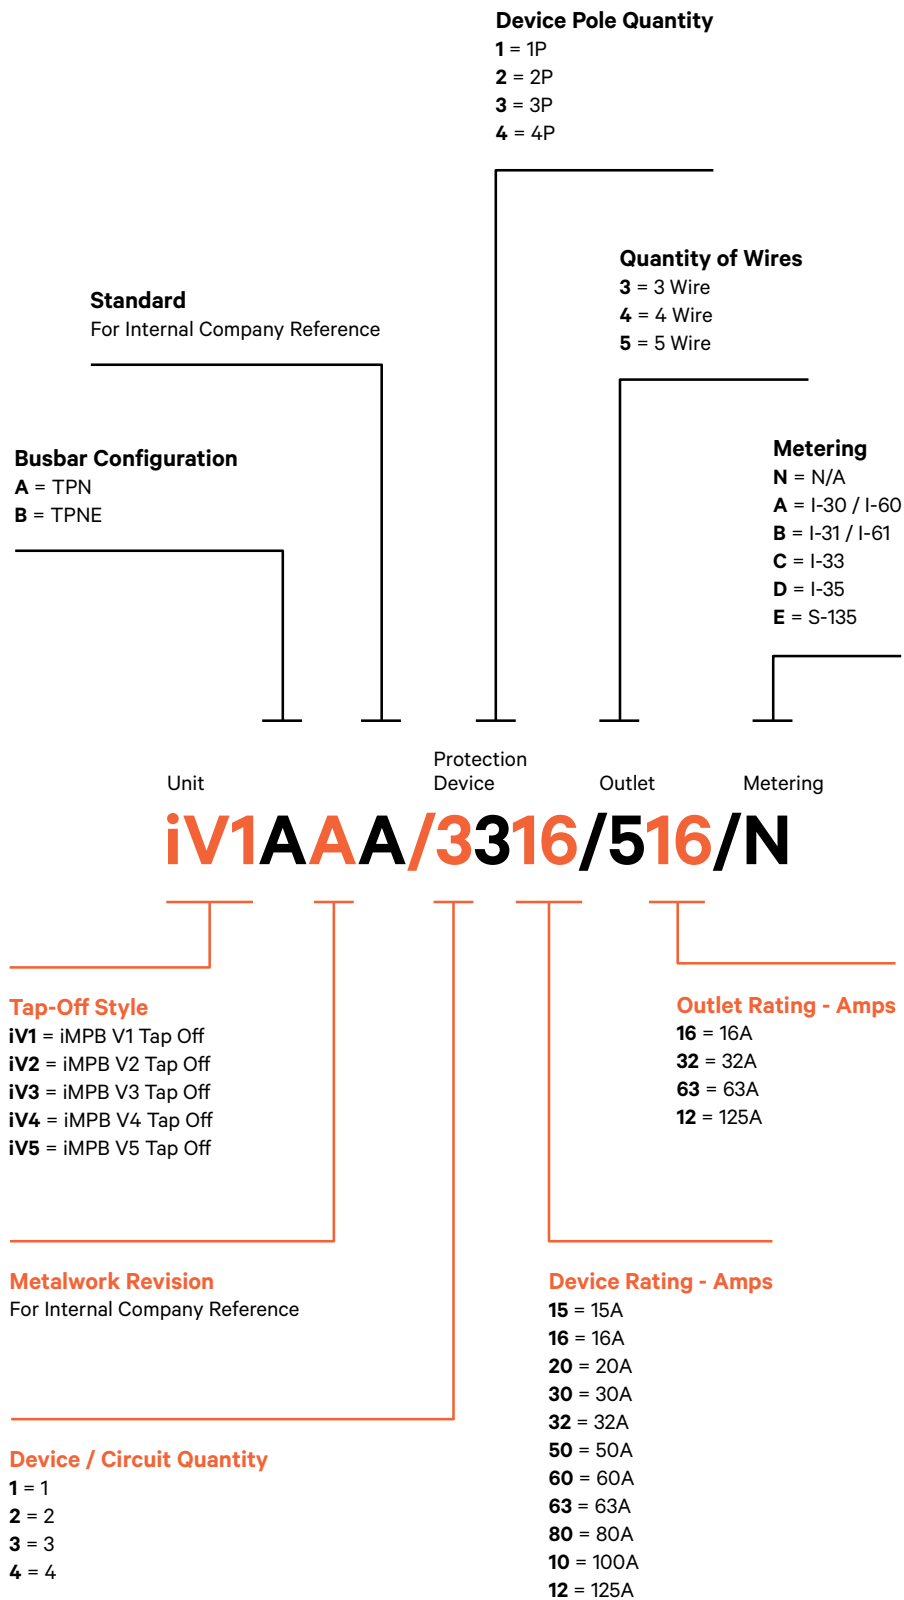 Device Pole Quantity
1 = 1P
2 = 2P
3 = 3P
4 = 4P
Quantity of Wires
3 = 3 Wire
4 = 4 Wire
5 = 5 Wire
Standard
For Internal Company Reference
Busbar Configuration
A = TPN
B = TPNE
Metering
N = N/A
A = I-30 / I-60
B = I-31 / I-61
C = I-33
D = I-35
E = S-135
Unit
Protection
Device
Outlet
Metering
iV1AAA/3316/516/N
Tap-Off Style
iV1 = iMPB V1 Tap Off
iV2 = iMPB V2 Tap Off
iV3 = iMPB V3 Tap Off
iV4 = iMPB V4 Tap Off
iV5 = iMPB V5 Tap Off
Outlet Rating - Amps
16 = 16A
32 = 32A
63 = 63A
12 = 125A
Metalwork Revision
For Internal Company Reference
Device Rating - Amps
15 = 15A
16 = 16A
20 = 20A
30 = 30A
32 = 32A
50 = 50A
60 = 60A
63 = 63A
80 = 80A
10 = 100A
12 = 125A
Device / Circuit Quantity
1 = 1
2 = 2
3 = 3
4 = 4